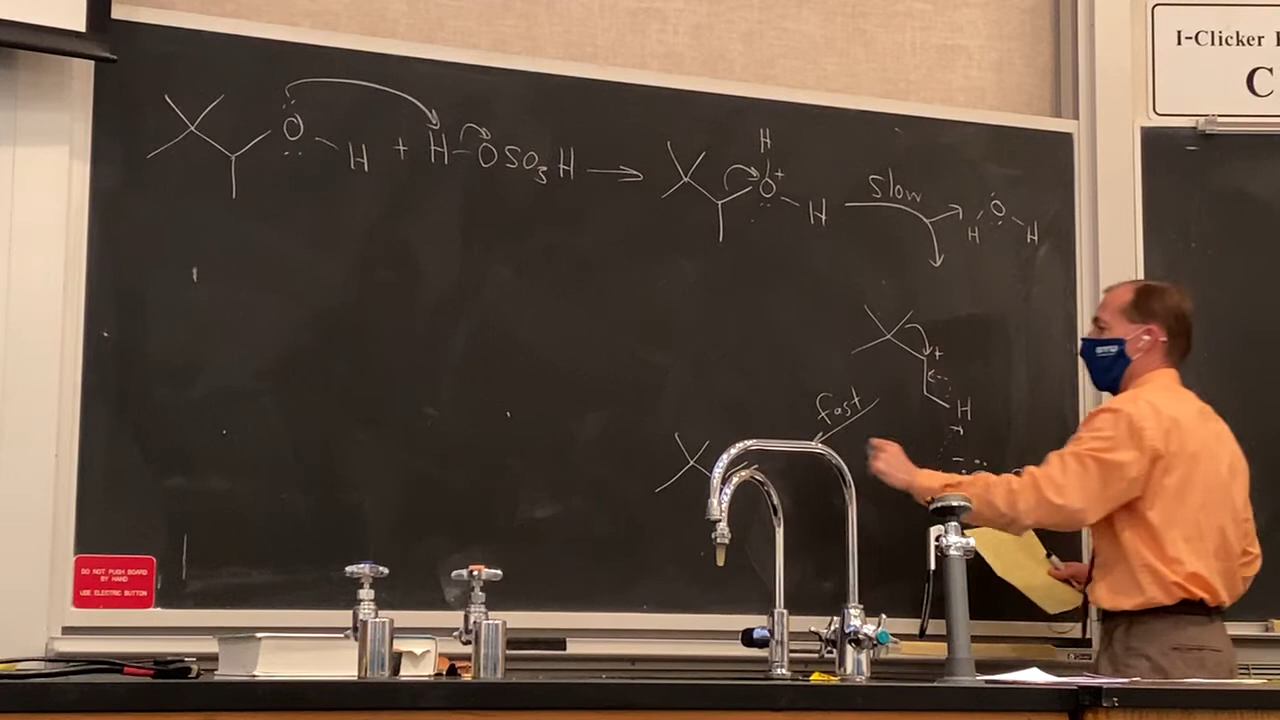 I-Clicker
C
H
O H + H-OSO3H → O+ H slow O
H H
+
H
fast
DO NOT PUSH BOARD
BY HAND
USE ELECTRIC BUTTON